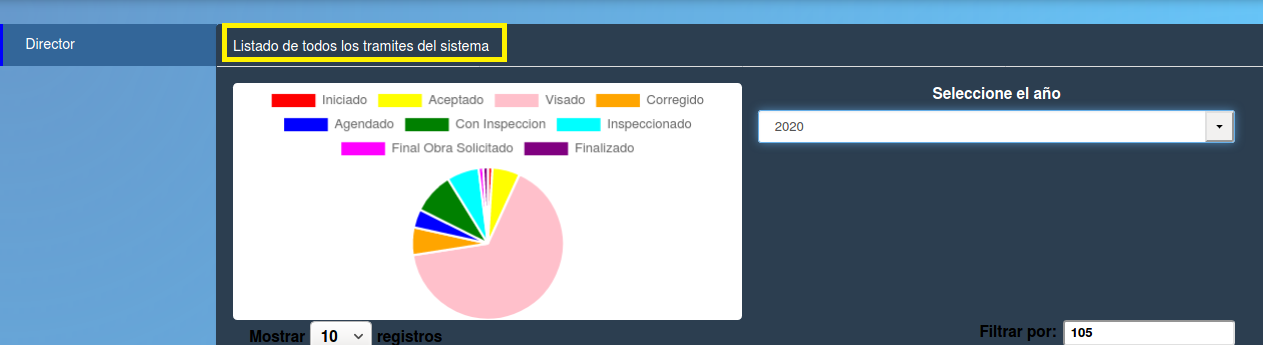 Director
Listado de todos los tramites del sistema
Iniciado Aceptado Visado Corregido
Agendado Con Inspeccion Inspeccionado
Final Obra Solicitado Finalizado
Seleccione el año
2020
Mostrar 10 registros
Filtrar por: 105